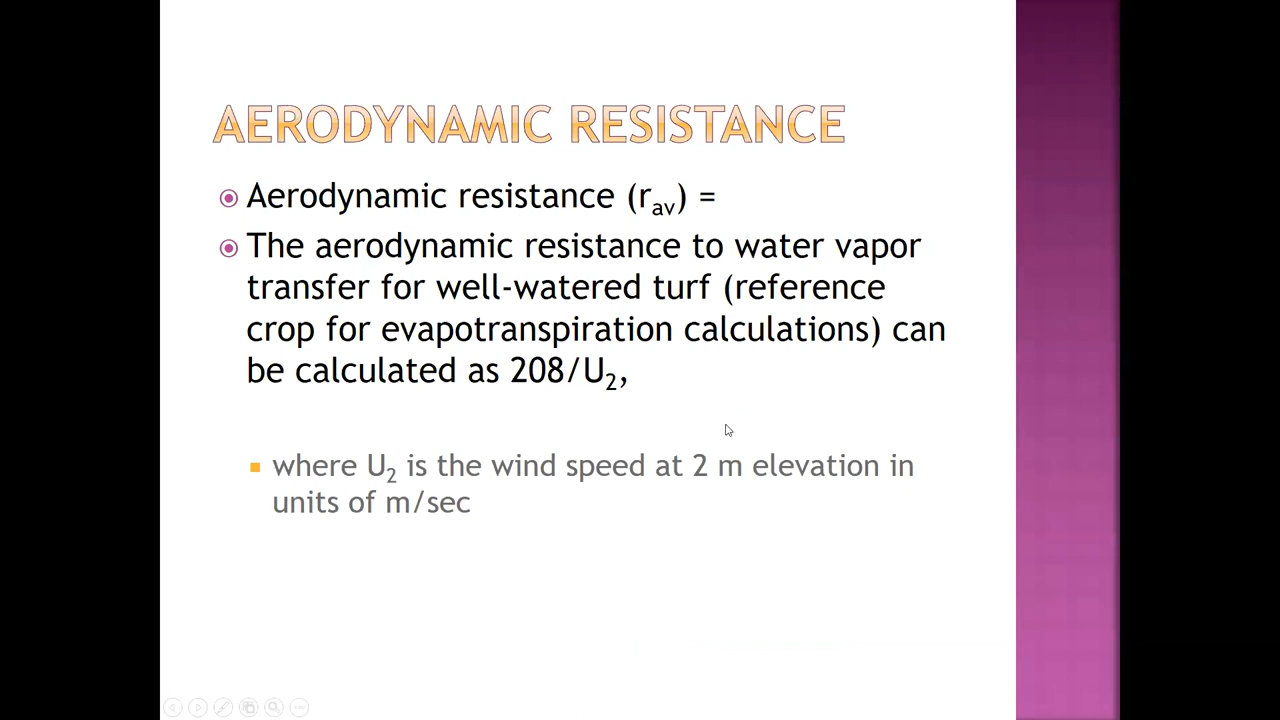 AERODYNAMIC RESISTANCE
Aerodynamic resistance (rav) =
The aerodynamic resistance to water vapor
transfer for well-watered turf (reference
crop for evapotranspiration calculations) can
be calculated as 208/U2,
where U2 is the wind speed at 2 m elevation in
units of m/sec